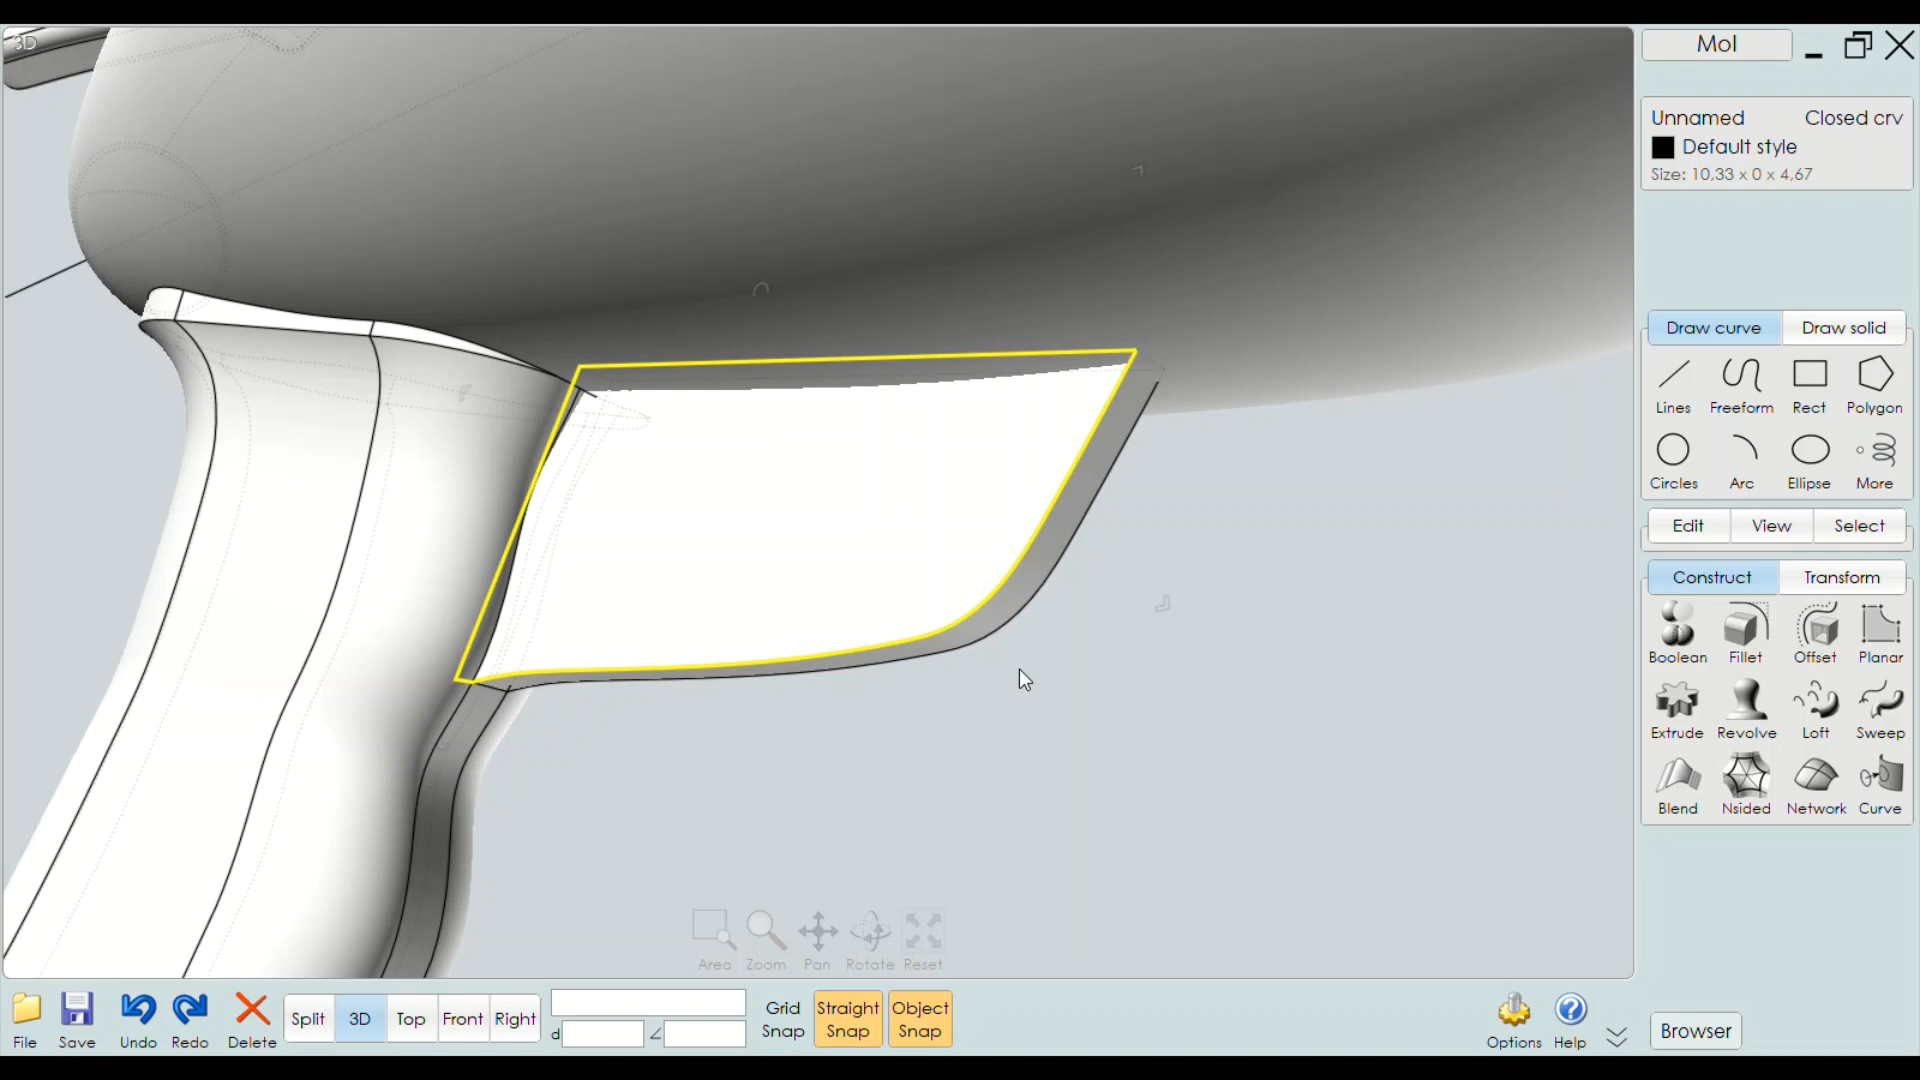 3D
MoI
Unnamed Closed crv
Default style
Size: 10,33 x 0 x 4,67
Draw curve Draw solid
Lines Freeform Rect Polygon
Circles Arc Ellipse More
Edit View Select
Construct Transform
Boolean Fillet Offset Planar
Extrude Revolve Loft Sweep
Blend Nsided Network Curve
Area Zoom Pan Rotate Reset
File Save Undo Redo Delete
Split 3D Top Front Right
d
Grid Snap
Straight Snap
Object Snap
Options Help
Browser